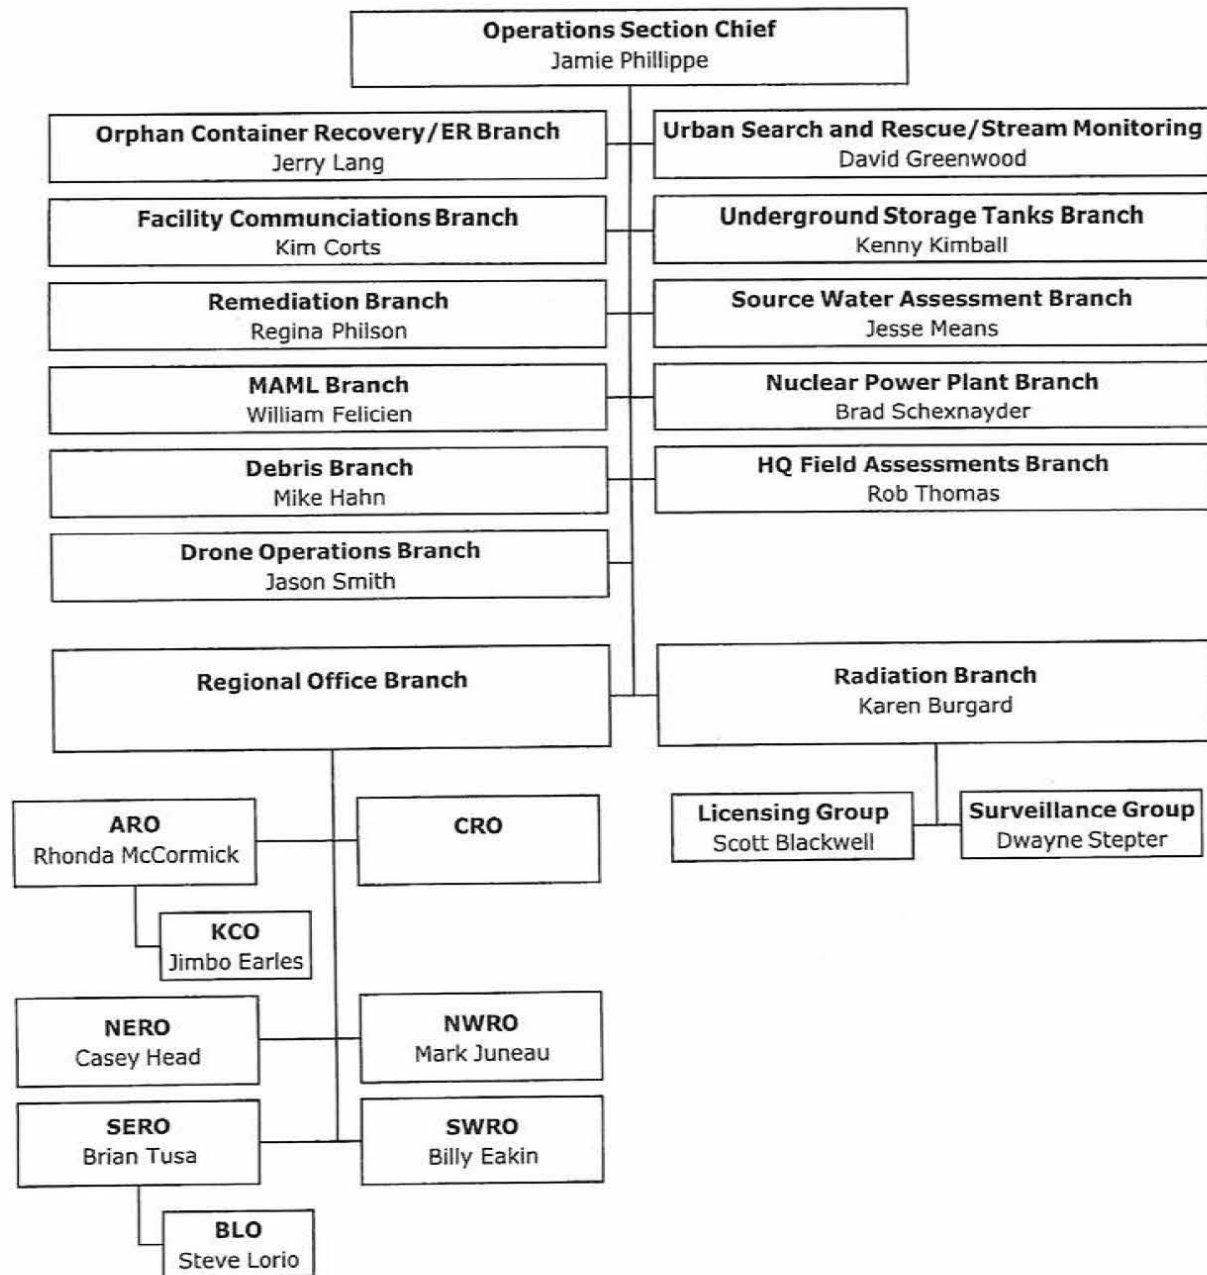 Operations Section Chief
Jamie Phillippe
Orphan Container Recovery/ER Branch
Jerry Lang
Urban Search and Rescue/Stream Monitoring
David Greenwood
Facility Communciations Branch
Kim Corts
Underground Storage Tanks Branch
Kenny Kimball
Remediation Branch
Regina Philson
Source Water Assessment Branch
Jesse Means
MAML Branch
William Felicien
Nuclear Power Plant Branch
Brad Schexnayder
Debris Branch
Mike Hahn
HQ Field Assessments Branch
Rob Thomas
Drone Operations Branch
Jason Smith
Regional Office Branch
Radiation Branch
Karen Burgard
ARO
Rhonda McCormick
CRO
Licensing Group
Scott Blackwell
Surveillance Group
Dwayne Stepter
KCO
Jimbo Earles
NERO
Casey Head
NWRO
Mark Juneau
SERO
Brian Tusa
SWRO
Billy Eakin
BLO
Steve Lorio